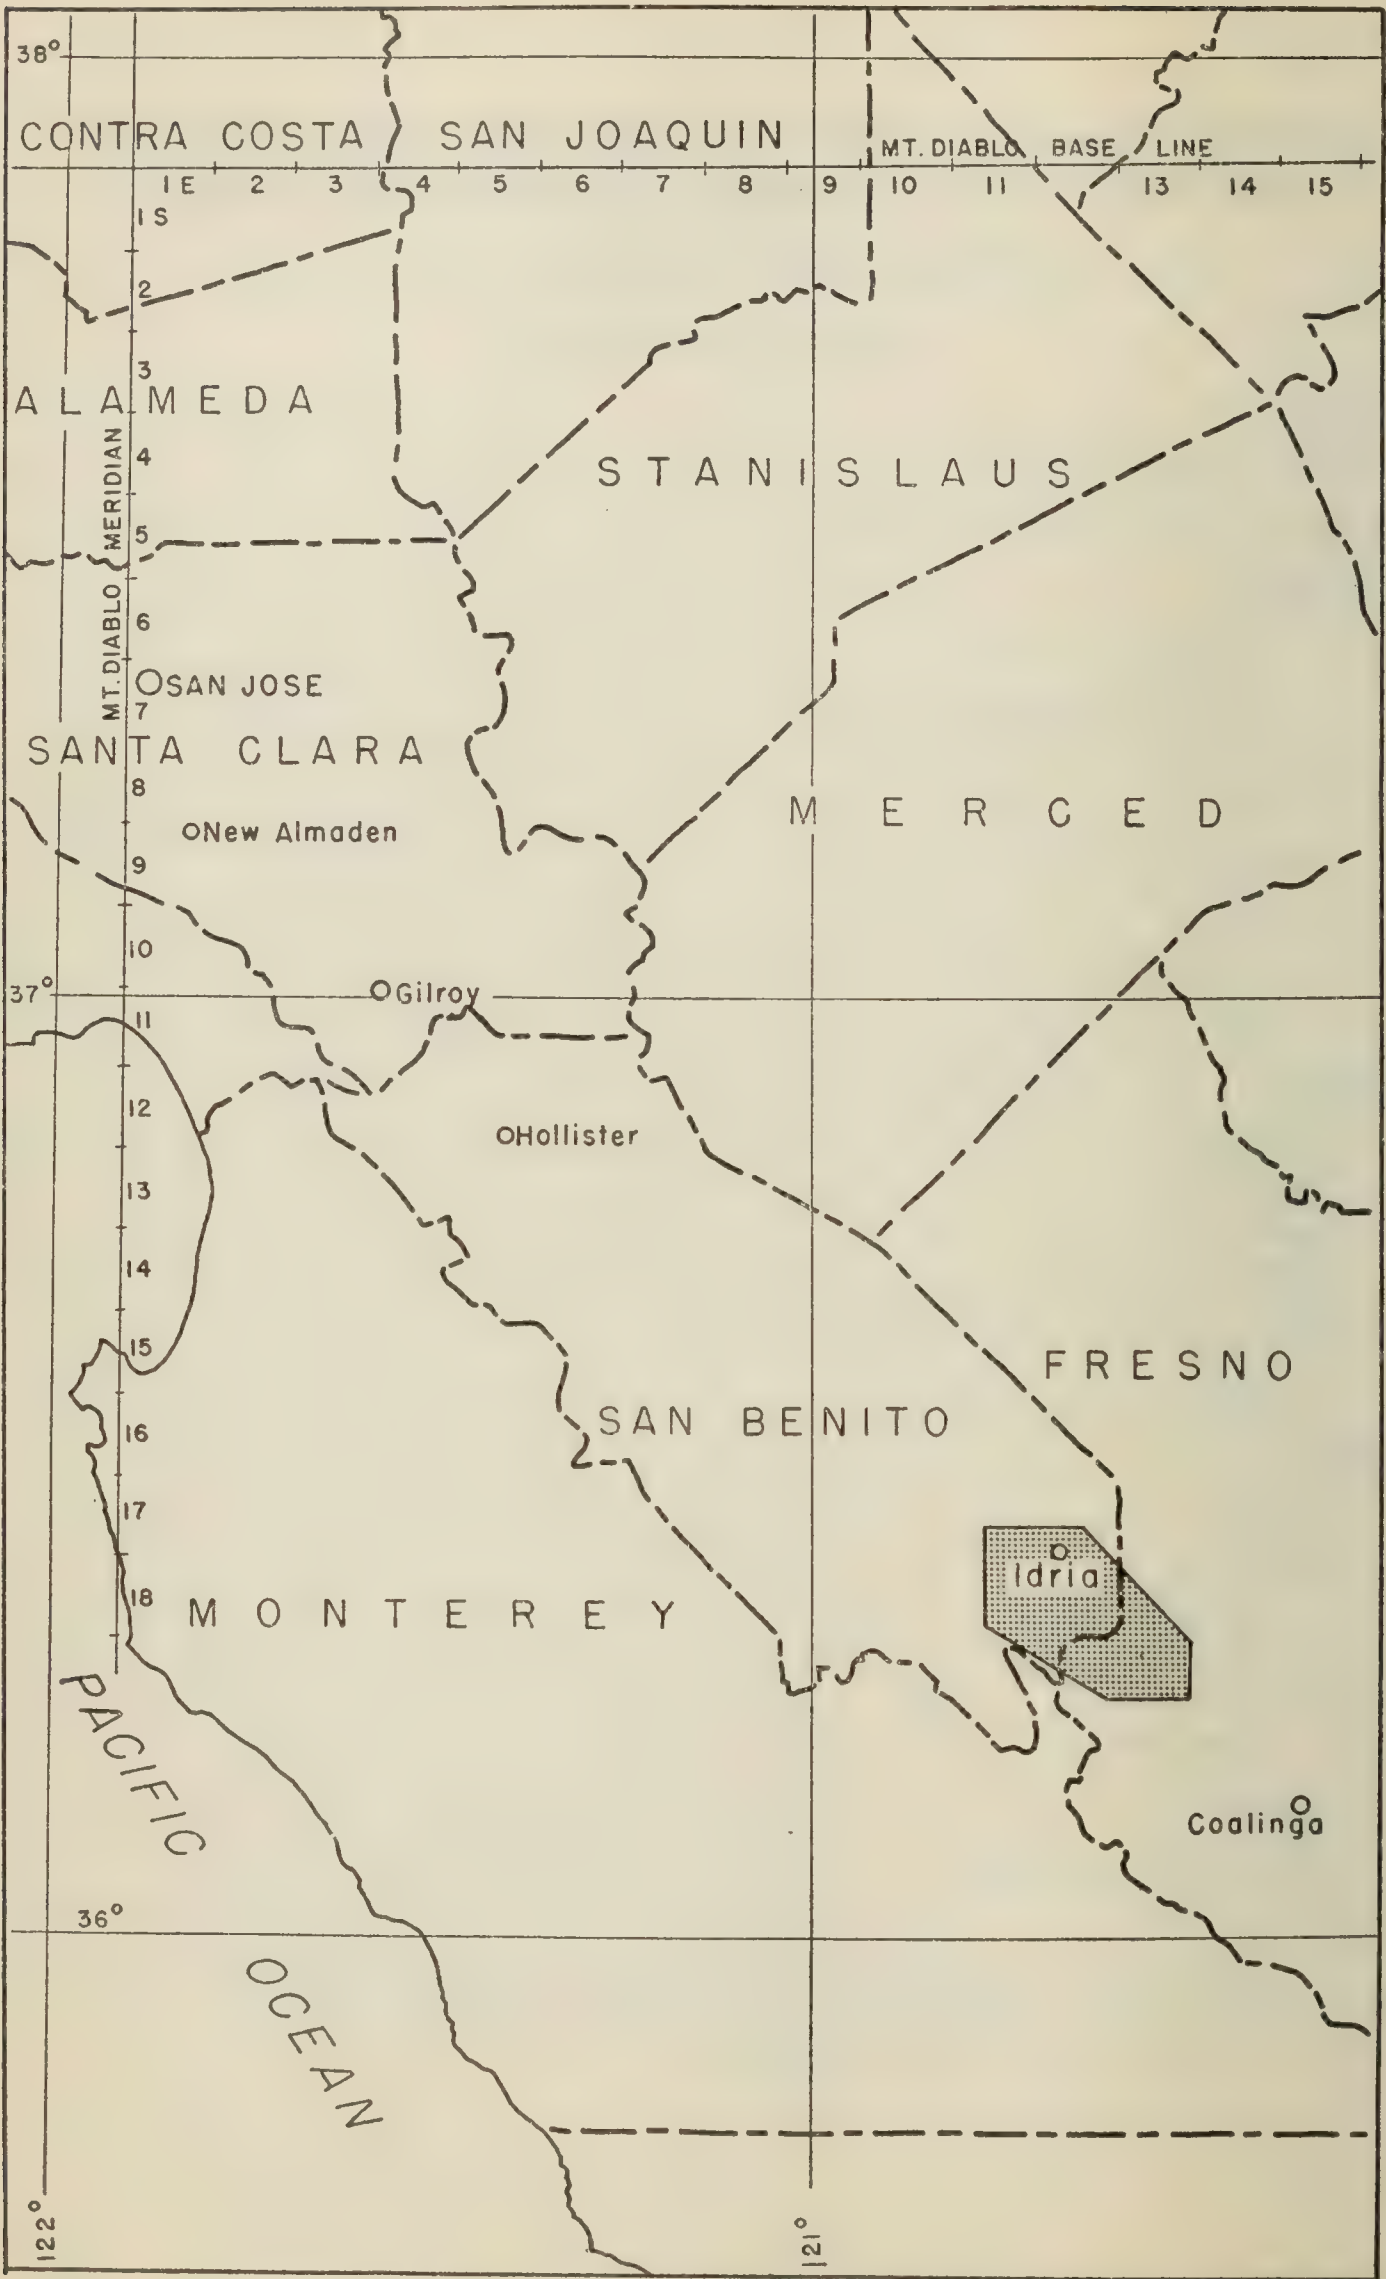 38°
CONTRA COSTA
SAN JOAQUIN
MT. DIABLO BASE LINE
1 E 2 3 4 5 6 7 8 9 10 11 13 14 15
1 S
2
3
ALAMEDA
4
STANISLAUS
5
MT. DIABLO MERIDIAN
6
SAN JOSE
7
SANTA CLARA
8
MERCED
New Almaden
9
10
37°
Gilroy
11
12
Hollister
13
14
15
FRESNO
16
SAN BENITO
17
Idria
18
MONTEREY
PACIFIC
Coalinga
36°
OCEAN
122°
121°